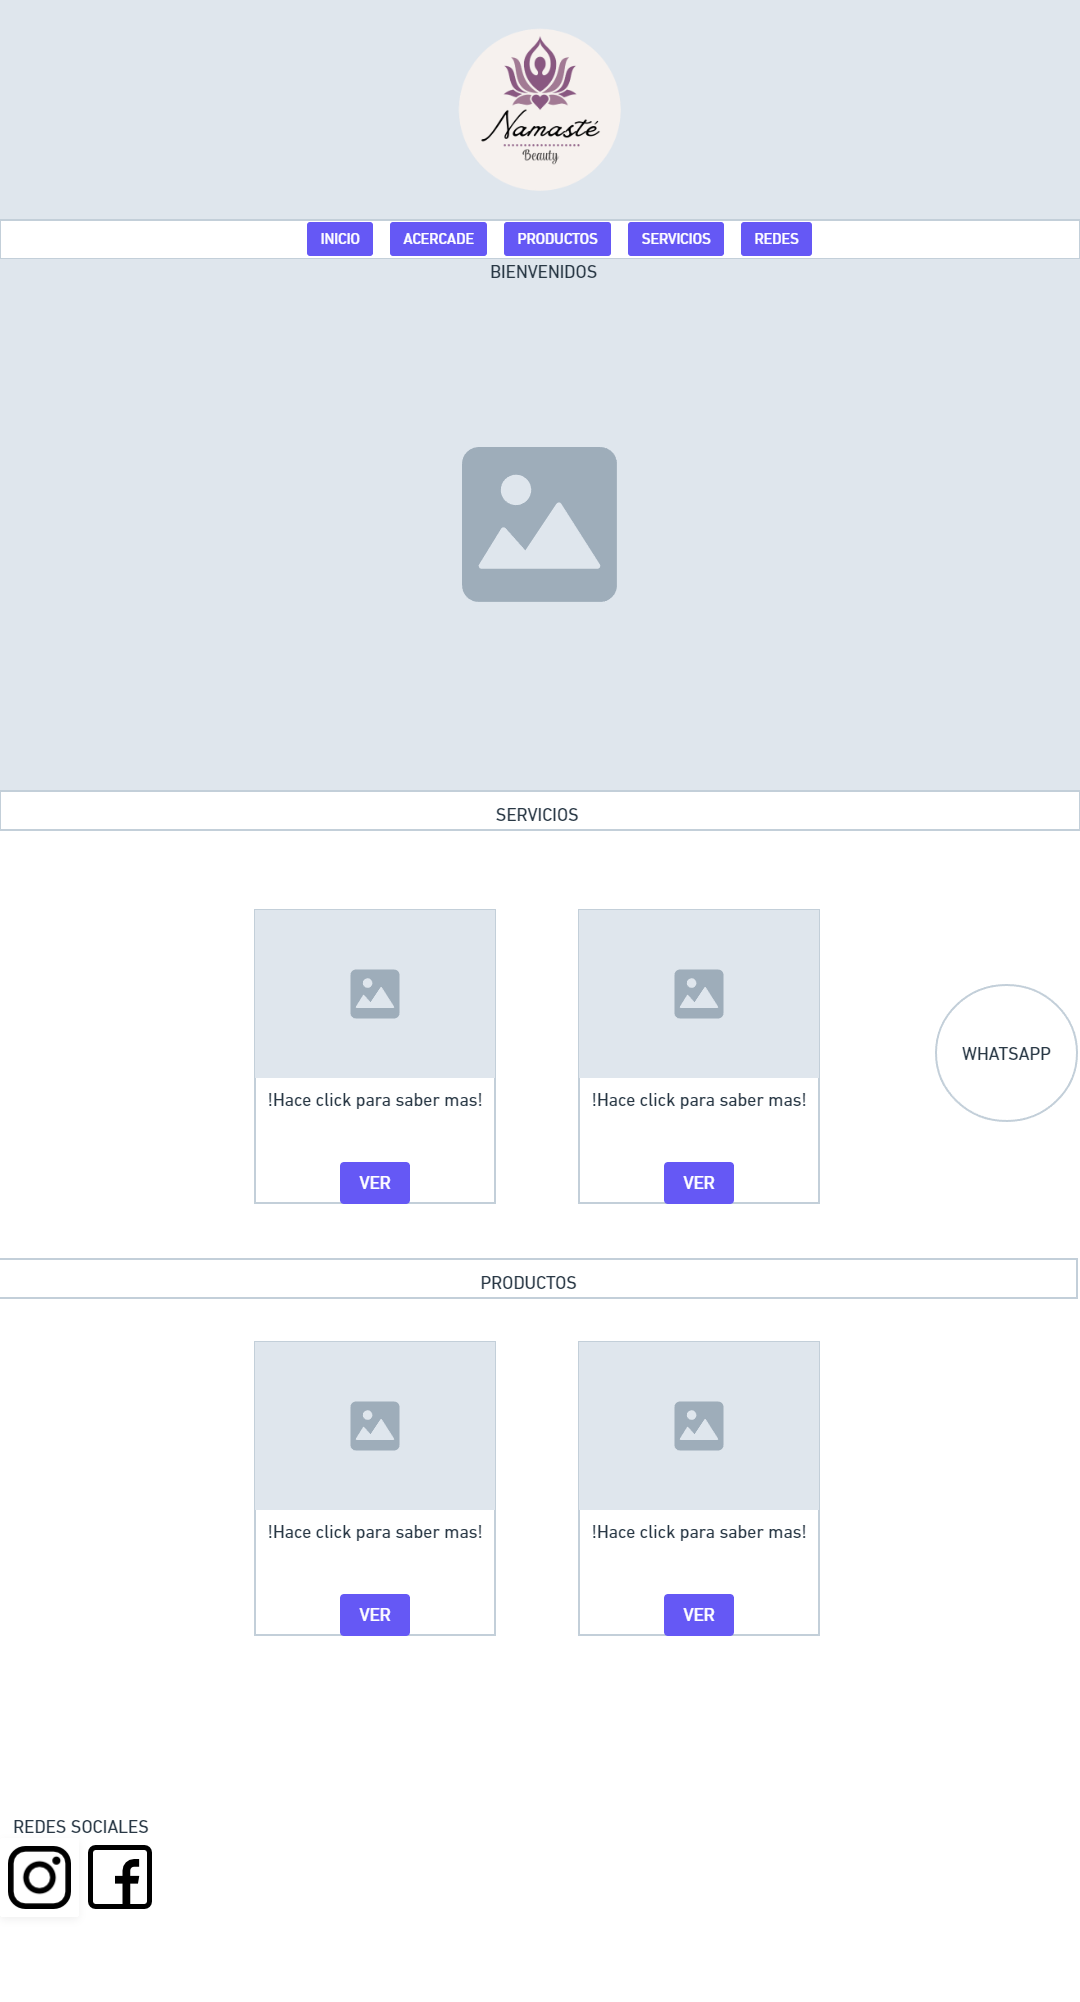 Namasté
Beauty
INICIO ACERCADE PRODUCTOS SERVICIOS REDES
BIENVENIDOS
SERVICIOS
WHATSAPP
!Hace click para saber mas! !Hace click para saber mas!
VER VER
PRODUCTOS
!Hace click para saber mas! !Hace click para saber mas!
VER VER
REDES SOCIALES